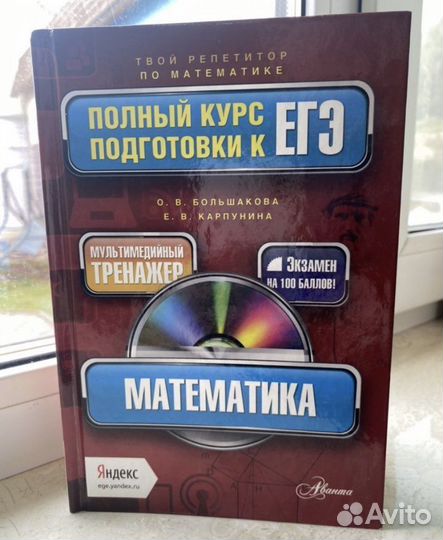 ТВОЙ РЕПЕТИТОР
ПО МАТЕМАТИКЕ
ПОЛНЫЙ КУРС
ПОДГОТОВКИ К ЕГЭ
О. В. БОЛЬШАКОВА
Е. В. КАРПУНИНА
МУЛЬТИМЕДИЙНЫЙ
ТРЕНАЖЕР
ЭКЗАМЕН
НА 100 БАЛЛОВ!
МАТЕМАТИКА
Яндекс
ege.yandex.ru
Аванта
Avito